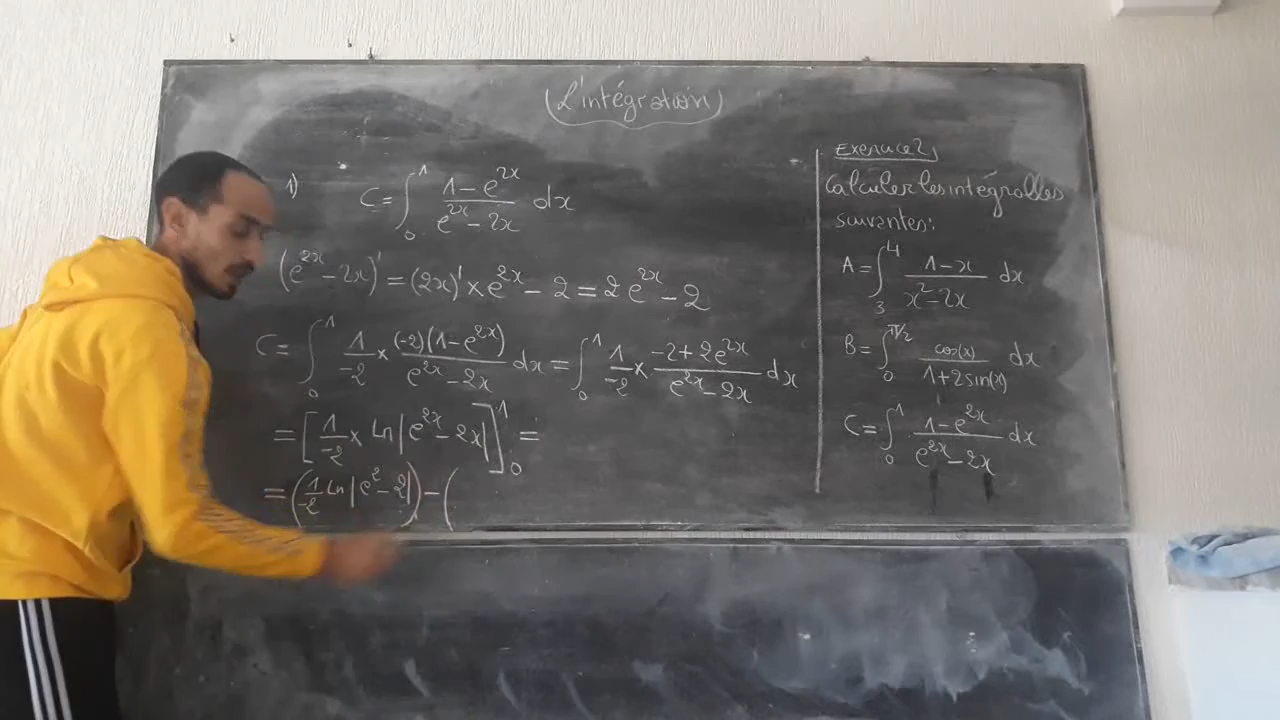 (L'intégration)
1) C = ∫₀¹ (1 - e^{2x})/(e^{2x} - 2x) dx
(e^{2x} - 2x)' = (2x)' × e^{2x} - 2 = 2e^{2x} - 2
C = ∫₀¹ 1/-2 × (-2)(1 - e^{2x})/(e^{2x} - 2x) dx = ∫₀¹ 1/-2 × (-2 + 2e^{2x})/(e^{2x} - 2x) dx
= [1/-2 × Ln|e^{2x} - 2x|]₀¹ =
= (1/-2 Ln|e² - 2|) - (
Exercice 2,
Calculer les intégralles
suivantes:
A = ∫₃⁴ (1 - x)/(x² - 2x) dx
B = ∫₀^{π/2} cos(x)/(1 + 2sin(x)) dx
C = ∫₀¹ (1 - e^{2x})/(e^{2x} - 2x) dx